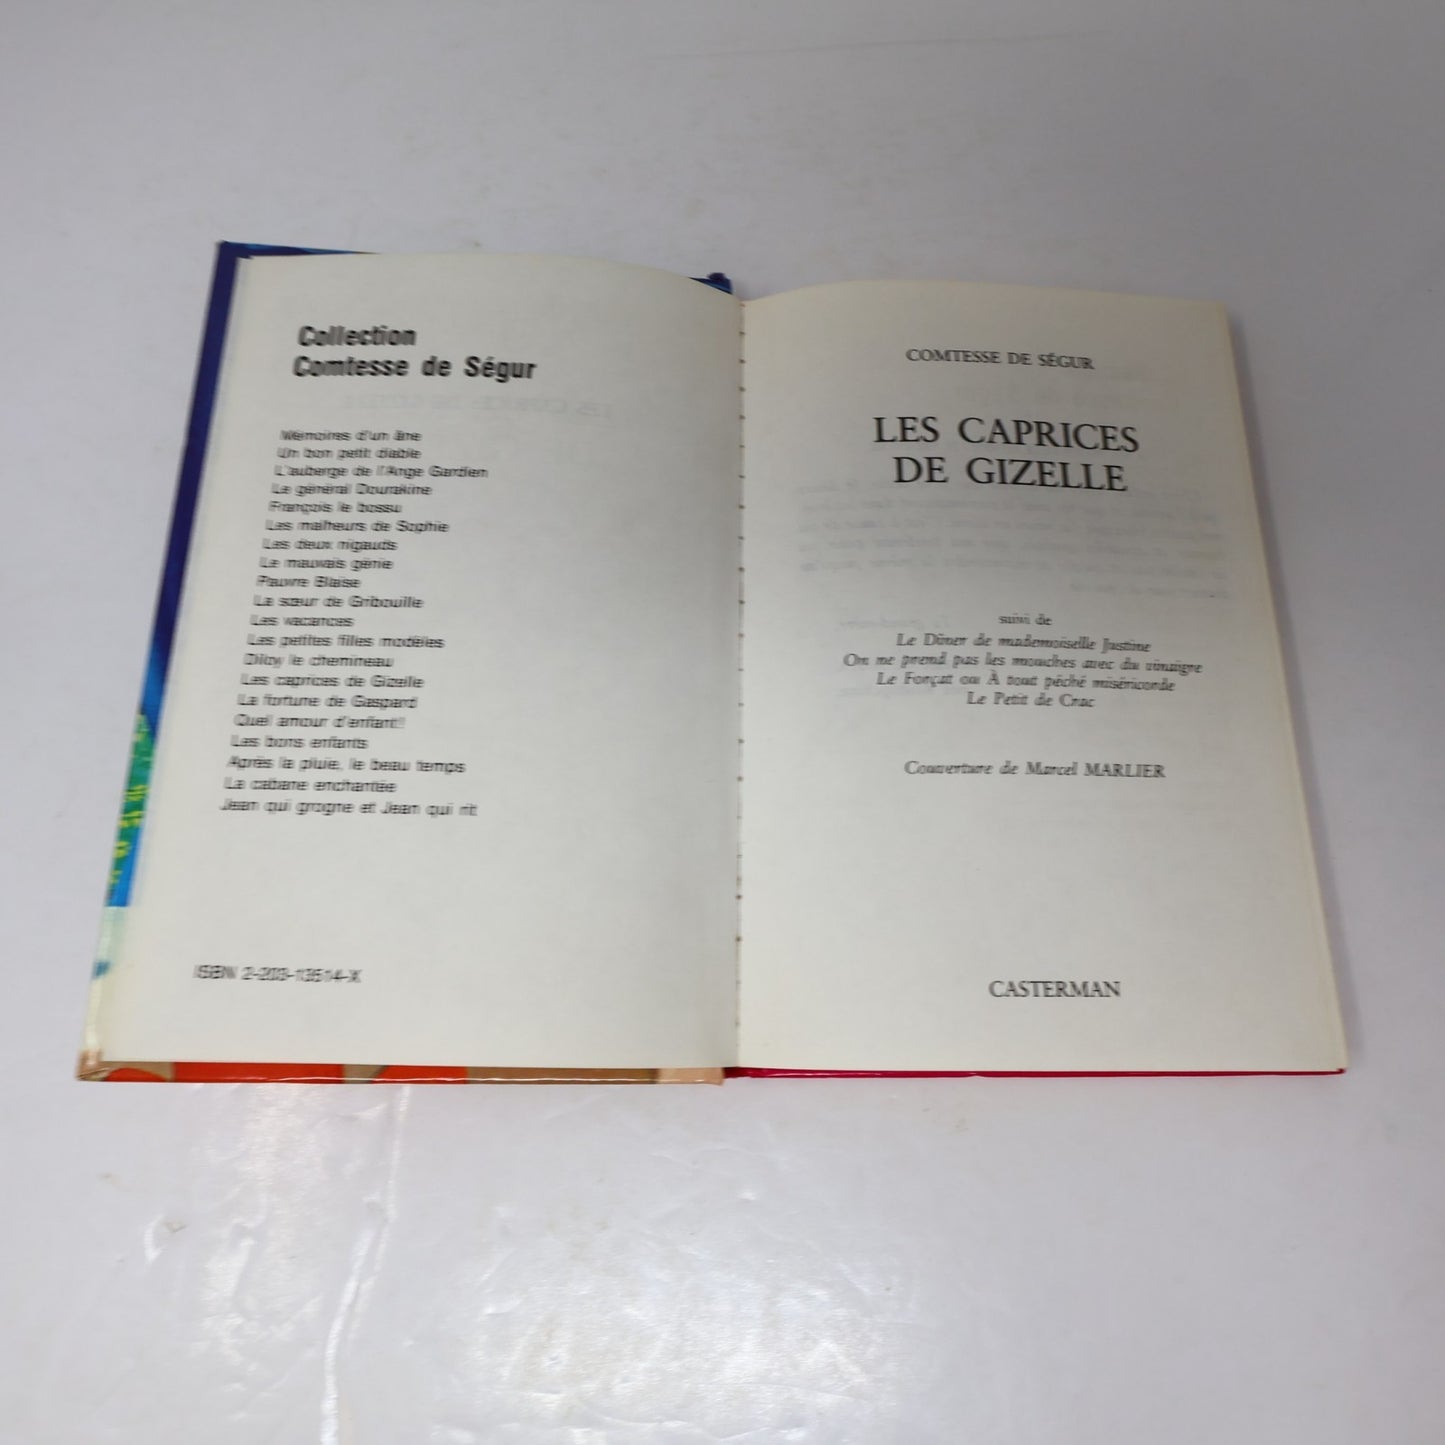 Collection
Comtesse de Ségur
Mémoires d'un âne
Un bon petit diable
L'auberge de l'Ange Gardien
Le général Dourakine
François le bossu
Les malheurs de Sophie
Les deux nigauds
Le mauvais génie
Pauvre Blaise
La sœur de Gribouille
Les vacances
Les petites filles modèles
Diloy le chemineau
Les caprices de Gizelle
La fortune de Gaspard
Quel amour d'enfant!
Les bons enfants
Après la pluie, le beau temps
La cabane enchantée
Jean qui grogne et Jean qui rit
ISBN 2-203-13514-X
COMTESSE DE SÉGUR
LES CAPRICES
DE GIZELLE
suivi de
Le Dîner de mademoiselle Justine
On ne prend pas les mouches avec du vinaigre
Le Forçat ou À tout péché miséricorde
Le Petit de Crac
Couverture de Marcel MARLIER
CASTERMAN